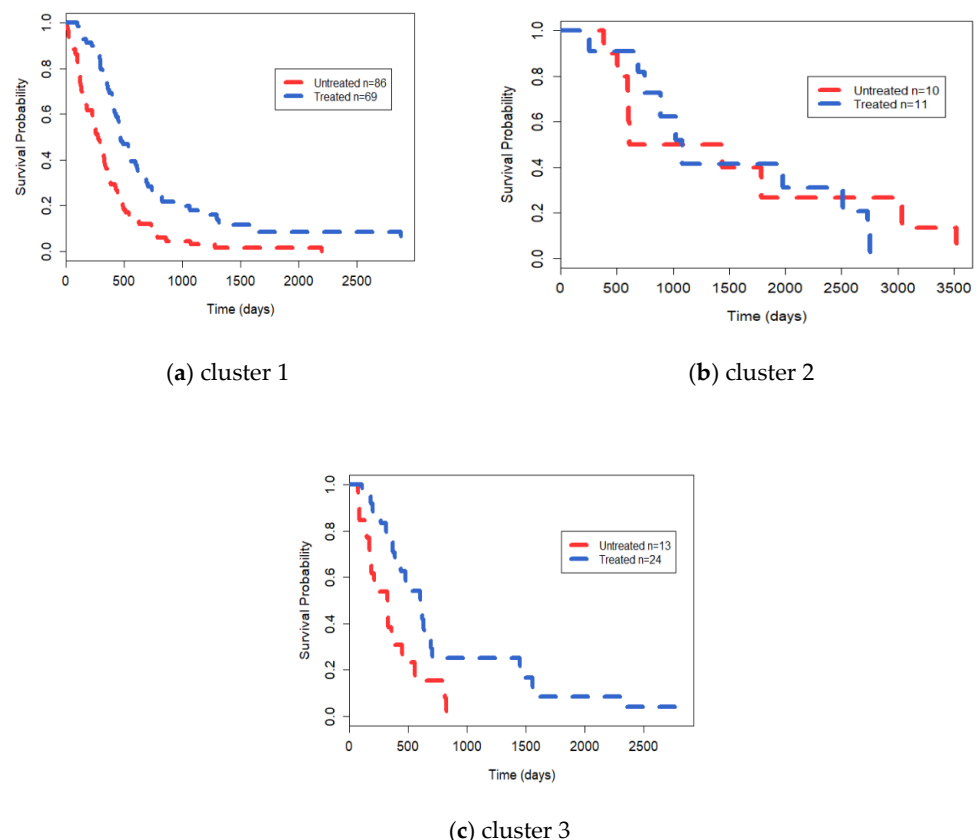 Survival Probability
0.0 0.2 0.4 0.6 0.8 1.0
Untreated n=86
Treated n=69
0 500 1000 1500 2000 2500
Time (days)
(a) cluster 1
Survival Probability
0.0 0.2 0.4 0.6 0.8 1.0
Untreated n=10
Treated n=11
0 500 1000 1500 2000 2500 3000 3500
Time (days)
(b) cluster 2
Survival Probability
0.0 0.2 0.4 0.6 0.8 1.0
Untreated n=13
Treated n=24
0 500 1000 1500 2000 2500
Time (days)
(c) cluster 3